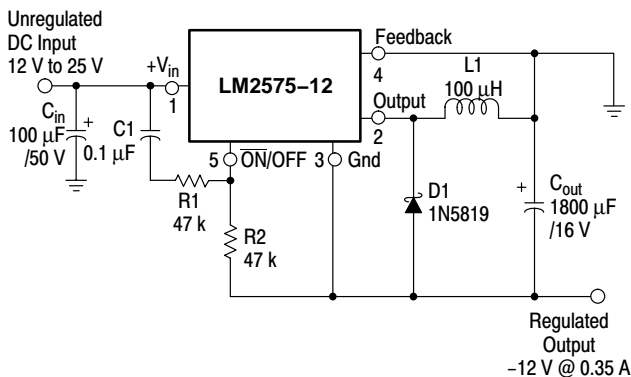 Unregulated
DC Input
12 V to 25 V
+Vin
1
LM2575–12
Feedback
4
L1
100 μH
Output
2
Cin
100 μF
/50 V
+
C1
0.1 μF
5
ON/OFF
3
Gnd
R1
47 k
R2
47 k
D1
1N5819
+
Cout
1800 μF
/16 V
Regulated
Output
–12 V @ 0.35 A